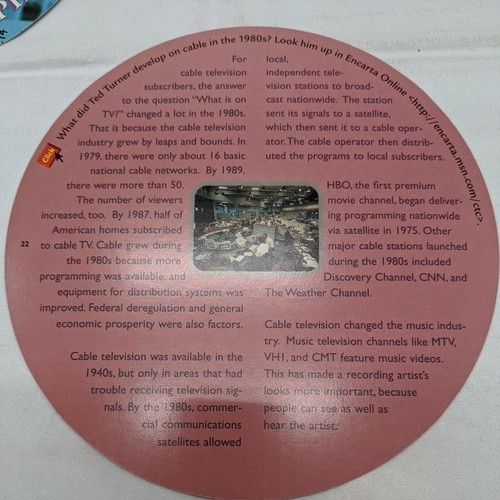 What did Ted Turner develop on cable in the 1980s? Look him up in Encarta Online <http://encarta.msn.com/ctc>.
Click
For
cable television
subscribers, the answer
to the question "What is on
TV?" changed a lot in the 1980s.
That is because the cable television
industry grew by leaps and bounds. In
1979, there were only about 16 basic
national cable networks. By 1989,
there were more than 50.
The number of viewers
increased, too. By 1987, half of
American homes subscribed
to cable TV. Cable grew during
the 1980s because more
programming was available, and
equipment for distribution systems was
improved. Federal deregulation and general
economic prosperity were also factors.
Cable television was available in the
1940s, but only in areas that had
trouble receiving television sig-
nals. By the 1980s, commer-
cial communications
satellites allowed
22
local,
independent tele-
vision stations to broad-
cast nationwide. The station
sent its signals to a satellite,
which then sent it to a cable oper-
ator. The cable operator then distrib-
uted the programs to local subscribers.
HBO, the first premium
movie channel, began deliver-
ing programming nationwide
via satellite in 1975. Other
major cable stations launched
during the 1980s included
Discovery Channel, CNN, and
The Weather Channel.
Cable television changed the music indus-
try. Music television channels like MTV,
VH1, and CMT feature music videos.
This has made a recording artist's
looks more important, because
people can see as well as
hear the artist.